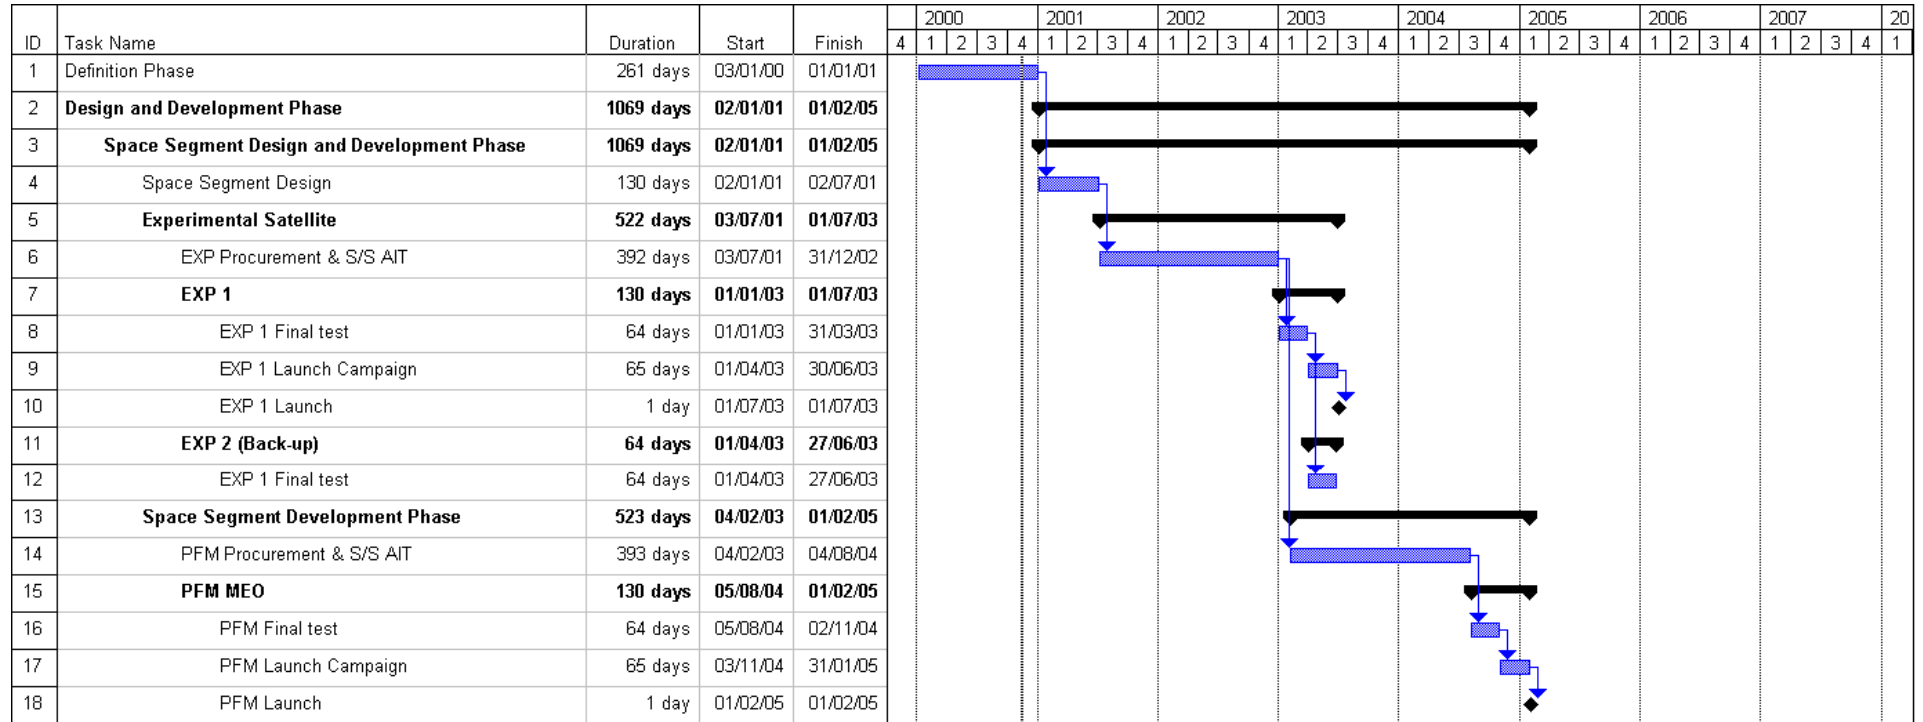 2000 2001 2002 2003 2004 2005 2006 2007 20
ID Task Name Duration Start Finish 4 1 2 3 4 1 2 3 4 1 2 3 4 1 2 3 4 1 2 3 4 1 2 3 4 1 2 3 4 1 2 3 4 1
1 Definition Phase 261 days 03/01/00 01/01/01
2 Design and Development Phase 1069 days 02/01/01 01/02/05
3 Space Segment Design and Development Phase 1069 days 02/01/01 01/02/05
4 Space Segment Design 130 days 02/01/01 02/07/01
5 Experimental Satellite 522 days 03/07/01 01/07/03
6 EXP Procurement & S/S AIT 392 days 03/07/01 31/12/02
7 EXP 1 130 days 01/01/03 01/07/03
8 EXP 1 Final test 64 days 01/01/03 31/03/03
9 EXP 1 Launch Campaign 65 days 01/04/03 30/06/03
10 EXP 1 Launch 1 day 01/07/03 01/07/03
11 EXP 2 (Back-up) 64 days 01/04/03 27/06/03
12 EXP 1 Final test 64 days 01/04/03 27/06/03
13 Space Segment Development Phase 523 days 04/02/03 01/02/05
14 PFM Procurement & S/S AIT 393 days 04/02/03 04/08/04
15 PFM MEO 130 days 05/08/04 01/02/05
16 PFM Final test 64 days 05/08/04 02/11/04
17 PFM Launch Campaign 65 days 03/11/04 31/01/05
18 PFM Launch 1 day 01/02/05 01/02/05